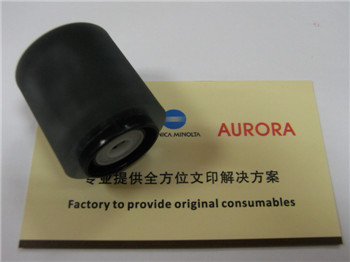 NICA MINOLTA AURORA
专业提供全方位文印解决方案
Factory to provide original consumables